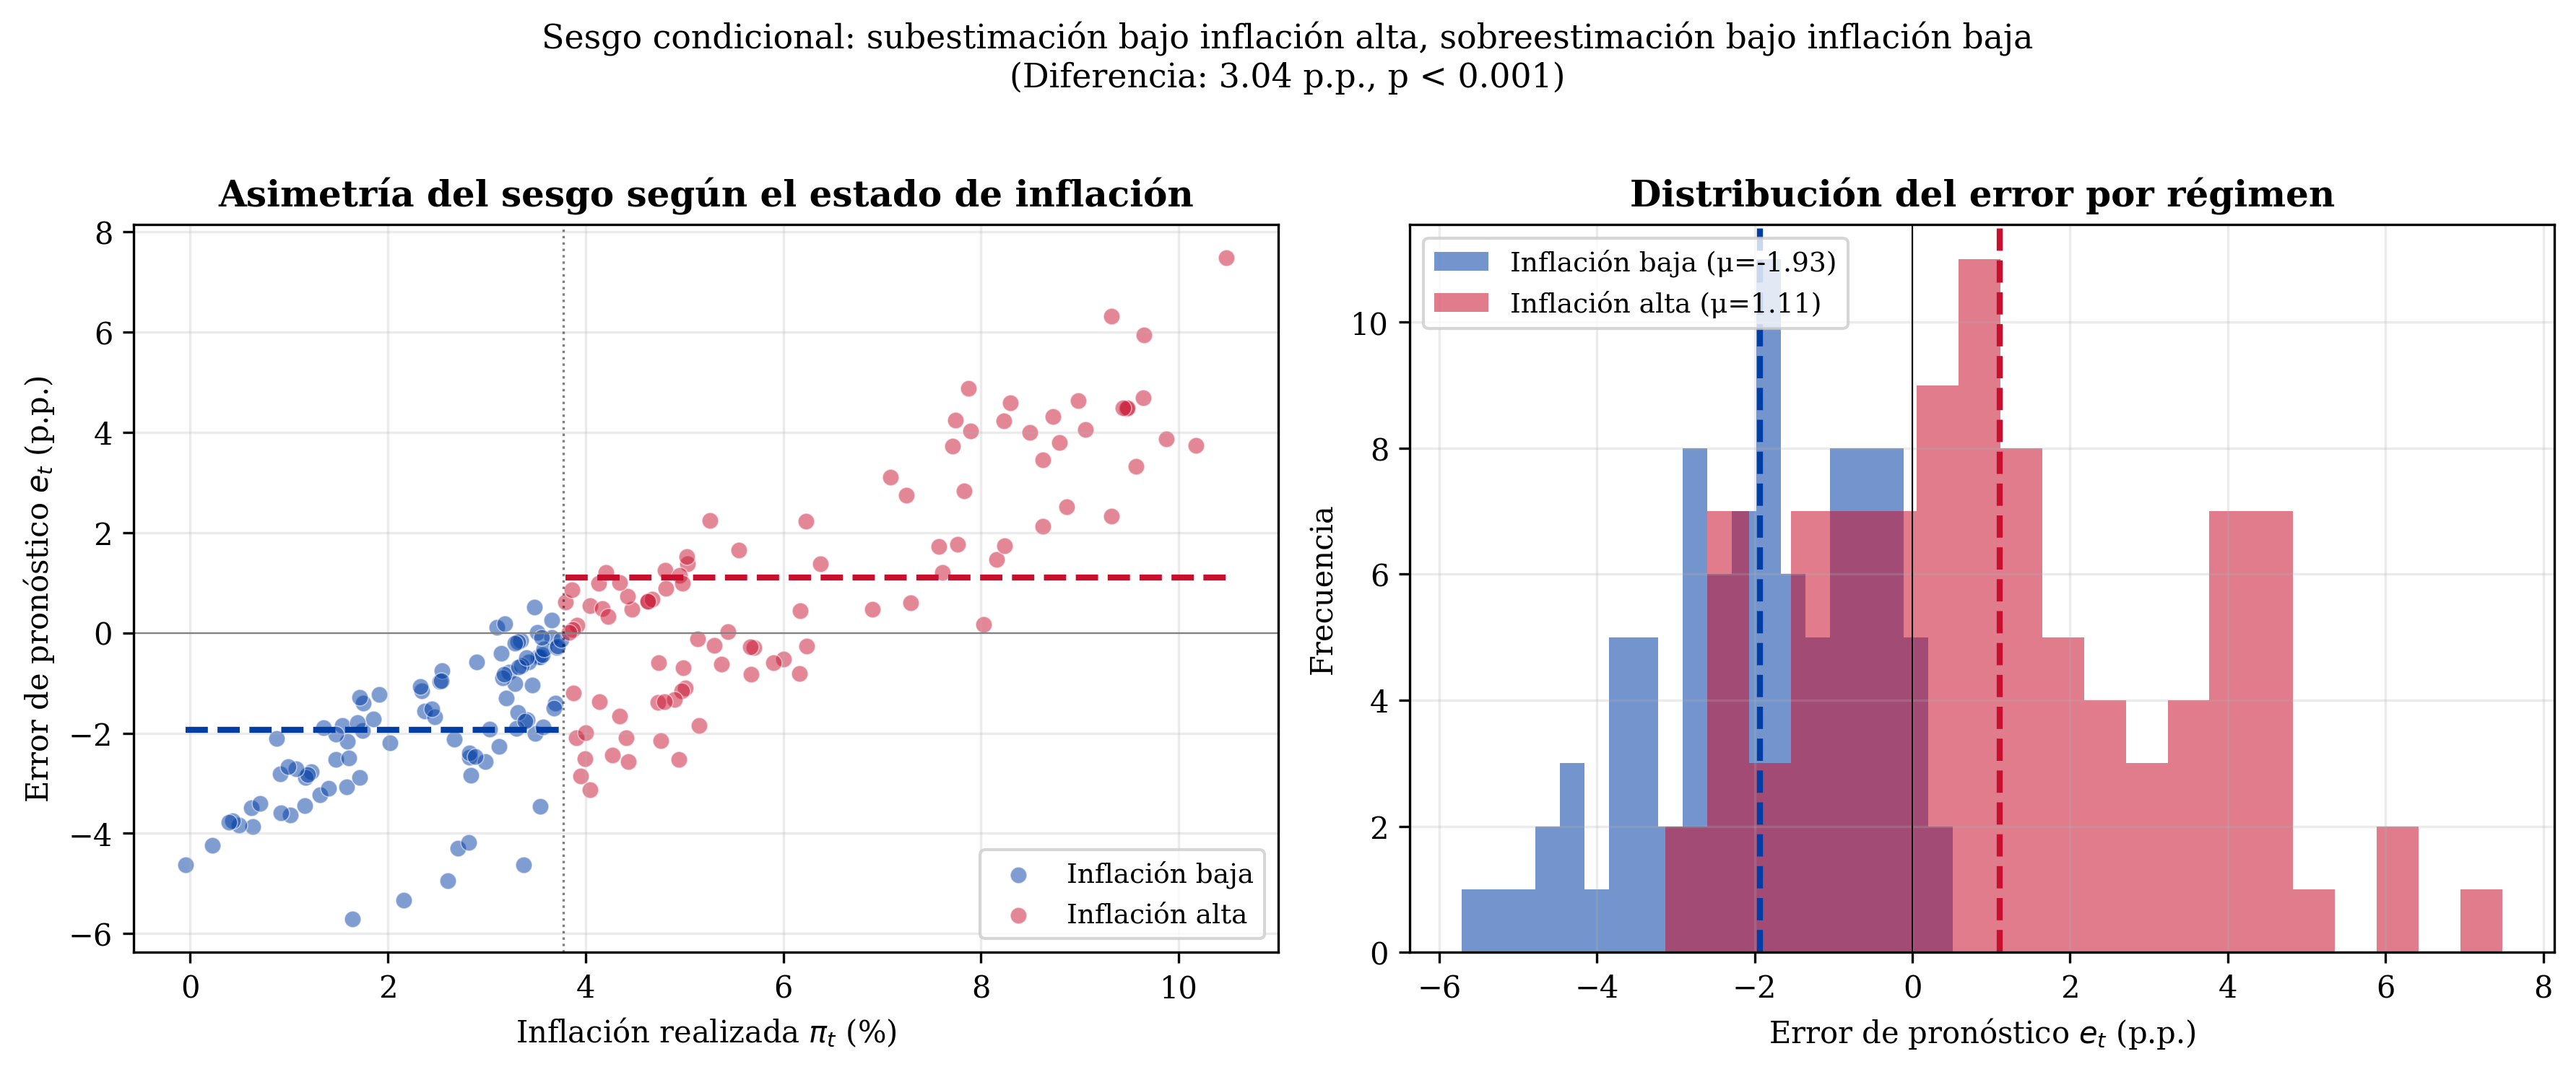 Sesgo condicional: subestimación bajo inflación alta, sobreestimación bajo inflación baja
(Diferencia: 3.04 p.p., p < 0.001)
Asimetría del sesgo según el estado de inflación
8
6
4
2
0
−2
−4
−6
Error de pronóstico e_t (p.p.)
Inflación baja
Inflación alta
0 2 4 6 8 10
Inflación realizada π_t (%)
Distribución del error por régimen
Inflación baja (μ=-1.93)
Inflación alta (μ=1.11)
10
8
6
4
2
0
Frecuencia
−6 −4 −2 0 2 4 6 8
Error de pronóstico e_t (p.p.)